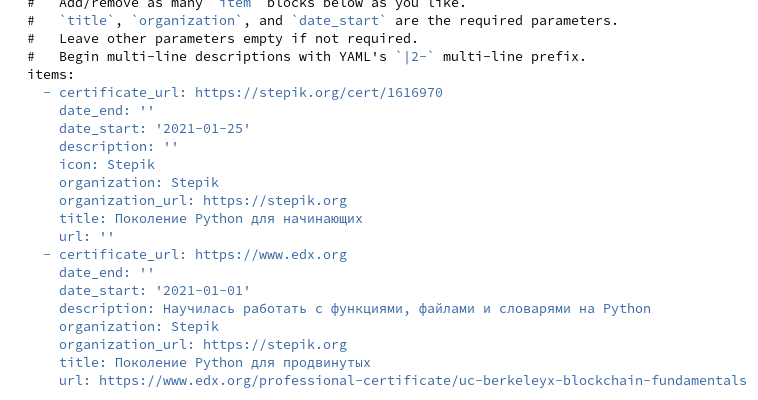 #   Add/remove as many `item` blocks below as you like.
#   `title`, `organization`, and `date_start` are the required parameters.
#   Leave other parameters empty if not required.
#   Begin multi-line descriptions with YAML's `|2-` multi-line prefix.
items:
  - certificate_url: https://stepik.org/cert/1616970
    date_end: ''
    date_start: '2021-01-25'
    description: ''
    icon: Stepik
    organization: Stepik
    organization_url: https://stepik.org
    title: Поколение Python для начинающих
    url: ''
  - certificate_url: https://www.edx.org
    date_end: ''
    date_start: '2021-01-01'
    description: Научилась работать с функциями, файлами и словарями на Python
    organization: Stepik
    organization_url: https://stepik.org
    title: Поколение Python для продвинутых
    url: https://www.edx.org/professional-certificate/uc-berkeleyx-blockchain-fundamentals